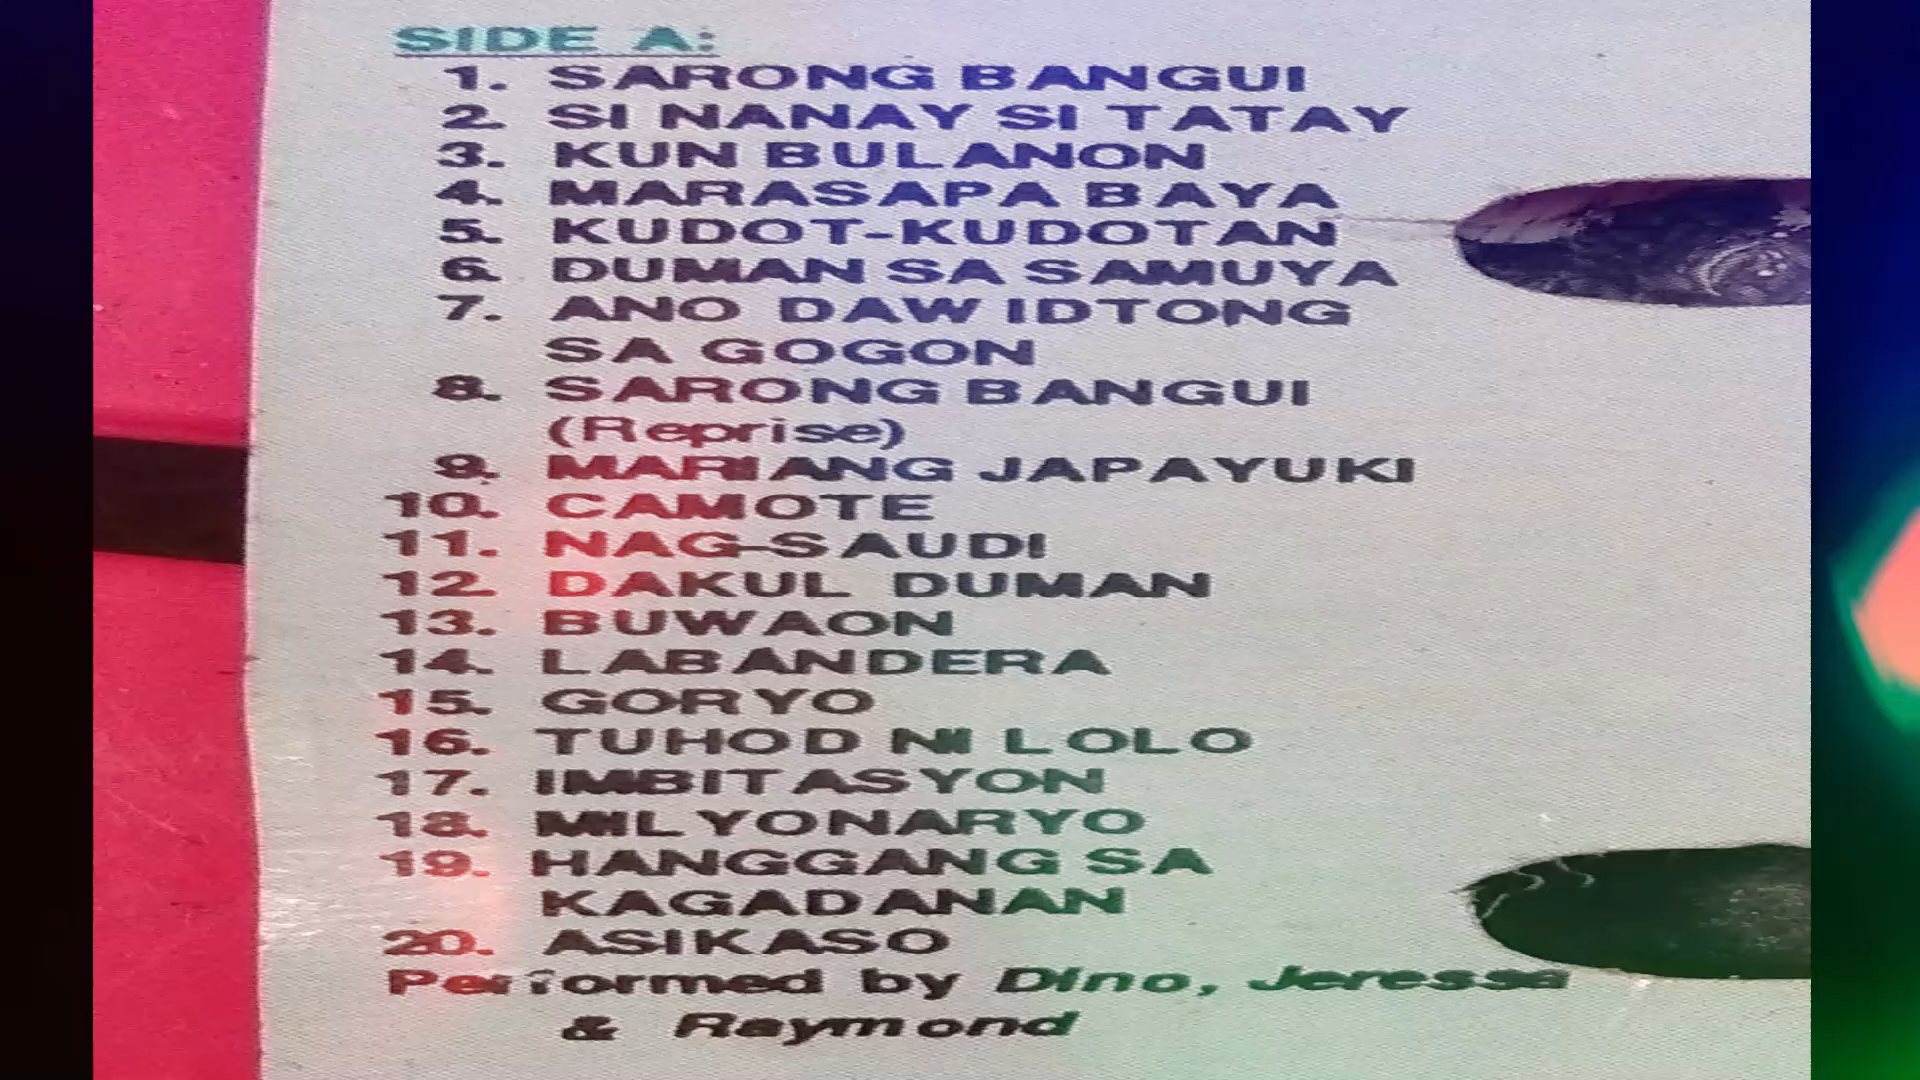 SIDE A:
1. SARONG BANGUI
2. SI NANAY SI TATAY
3. KUN BULANON
4. MARASAPA BAYA
5. KUDOT-KUDOTAN
6. DUMAN SA SAMUYA
7. ANO DAW IDTONG
SA GOGON
8. SARONG BANGUI
(Reprise)
9. MARIANG JAPAYUKI
10. CAMOTE
11. NAG-SAUDI
12. DAKUL DUMAN
13. BUWAON
14. LABANDERA
15. GORYO
16. TUHOD NI LOLO
17. IMBITASYON
18. MILYONARYO
19. HANGGANG SA
KAGADANAN
20. ASIKASO
Performed by Dino, Jeressa
& Raymond